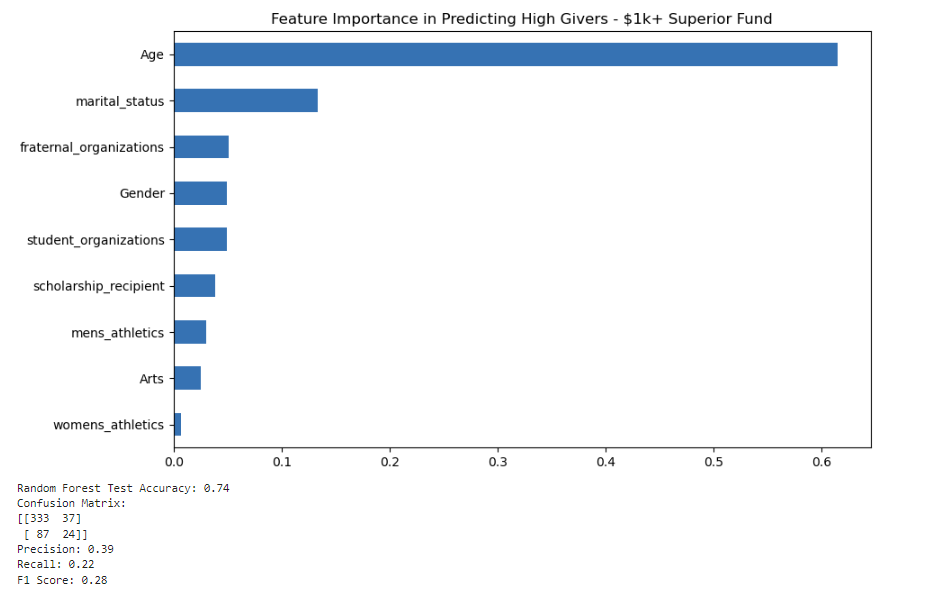 Feature Importance in Predicting High Givers - $1k+ Superior Fund
Age
marital_status
fraternal_organizations
Gender
student_organizations
scholarship_recipient
mens_athletics
Arts
womens_athletics
0.0 0.1 0.2 0.3 0.4 0.5 0.6
Random Forest Test Accuracy: 0.74
Confusion Matrix:
[[333  37]
 [ 87  24]]
Precision: 0.39
Recall: 0.22
F1 Score: 0.28